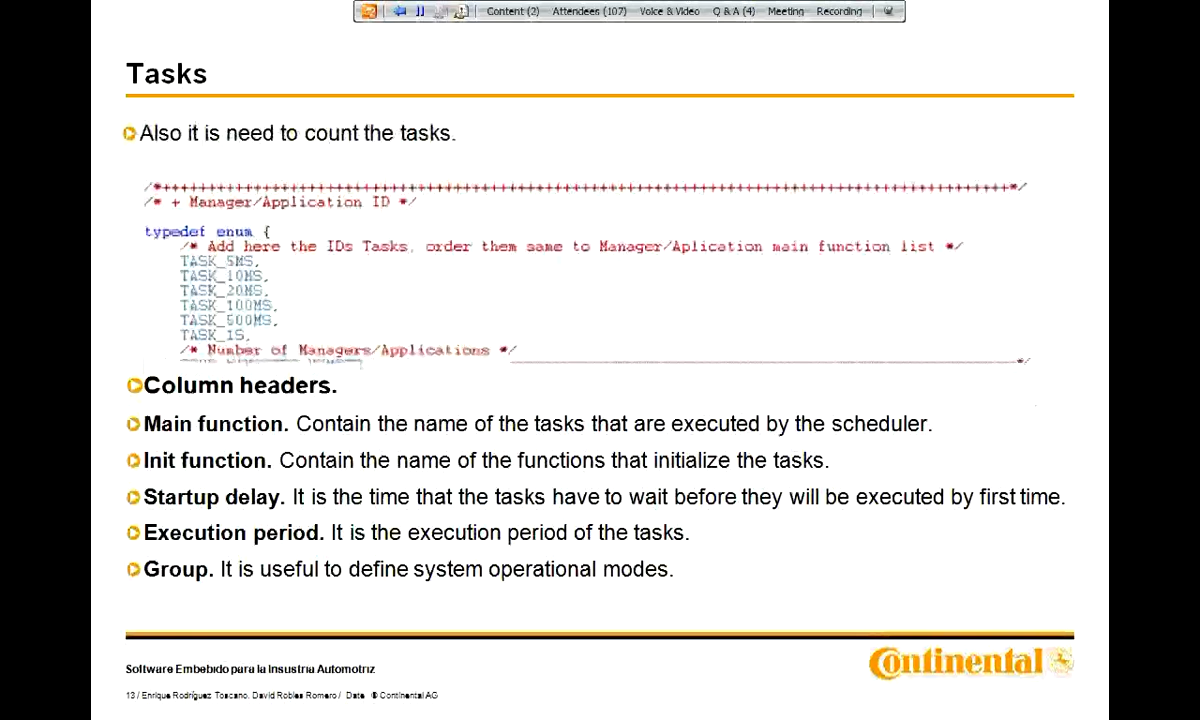 Content (2) Attendees (107) Voice & Video Q & A (4) Meeting Recording
Tasks
Also it is need to count the tasks.
/*++++++++++++++++++++++++++++++++++++++++++++++++++++++++++++++++++++++++++++++++++++++++++++++*/
/* + Manager/Application ID */
typedef enum {
/* Add here the IDs Tasks, order them same to Manager/Aplication main function list */
TASK_5MS,
TASK_10MS,
TASK_20MS,
TASK_100MS,
TASK_500MS,
TASK_1S,
/* Number of Managers/Applications */
Column headers.
Main function. Contain the name of the tasks that are executed by the scheduler.
Init function. Contain the name of the functions that initialize the tasks.
Startup delay. It is the time that the tasks have to wait before they will be executed by first time.
Execution period. It is the execution period of the tasks.
Group. It is useful to define system operational modes.
Software Embebido para la Insustria Automotriz
Continental
13 / Enrique Rodríguez Toscano. David Robles Romero / Date © Continental AG